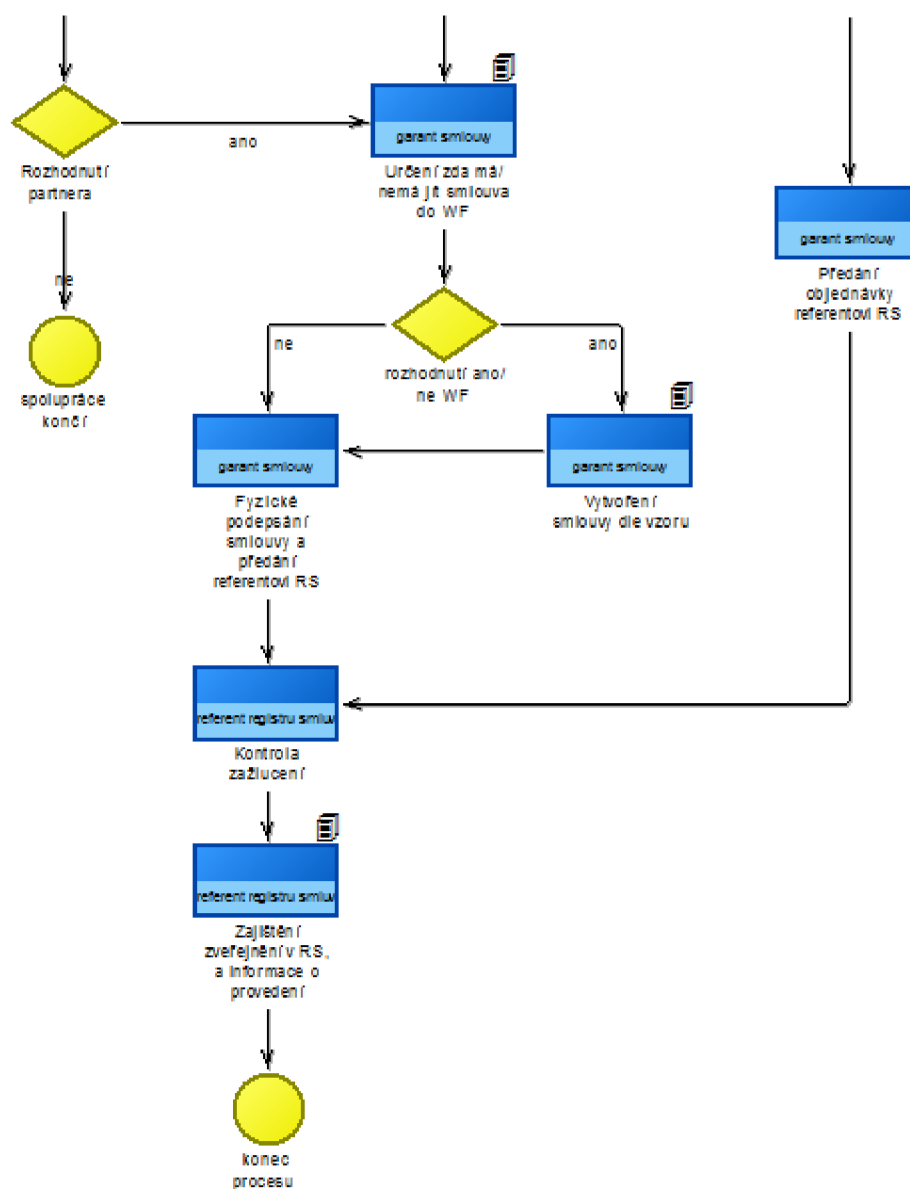 garant smlouvy
Rozhodnutí
partnera
ano
Určení zda má/
nemá jít smlouva
do WF
ne
spolupráce
končí
garant smlouvy
Předání
objednávky
referentovi RS
ne
ano
rozhodnutí ano/
ne WF
garant smlouvy
Fyzické
podepsání
smlouvy a
předání
referentovi RS
garant smlouvy
Vytvoření
smlouvy dle vzoru
referent registru smluv
Kontrola
zažlucení
referent registru smluv
Zajištění
zveřejnění v RS,
a informace o
provedení
konec
procesu